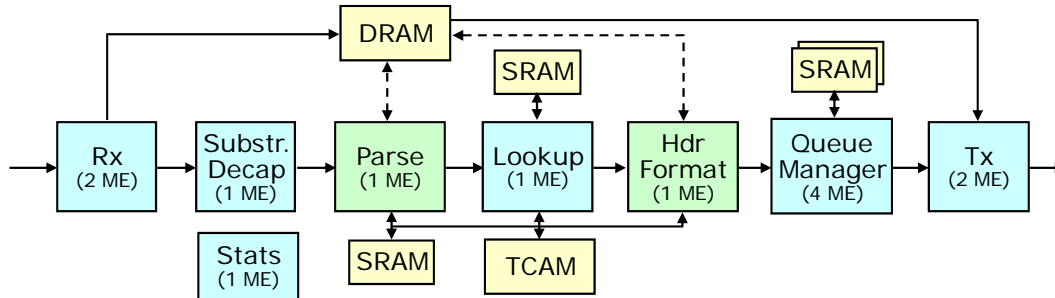 DRAM
SRAM
SRAM
Rx
(2 ME)
Substr.
Decap
(1 ME)
Parse
(1 ME)
Lookup
(1 ME)
Hdr
Format
(1 ME)
Queue
Manager
(4 ME)
Tx
(2 ME)
Stats
(1 ME)
SRAM
TCAM